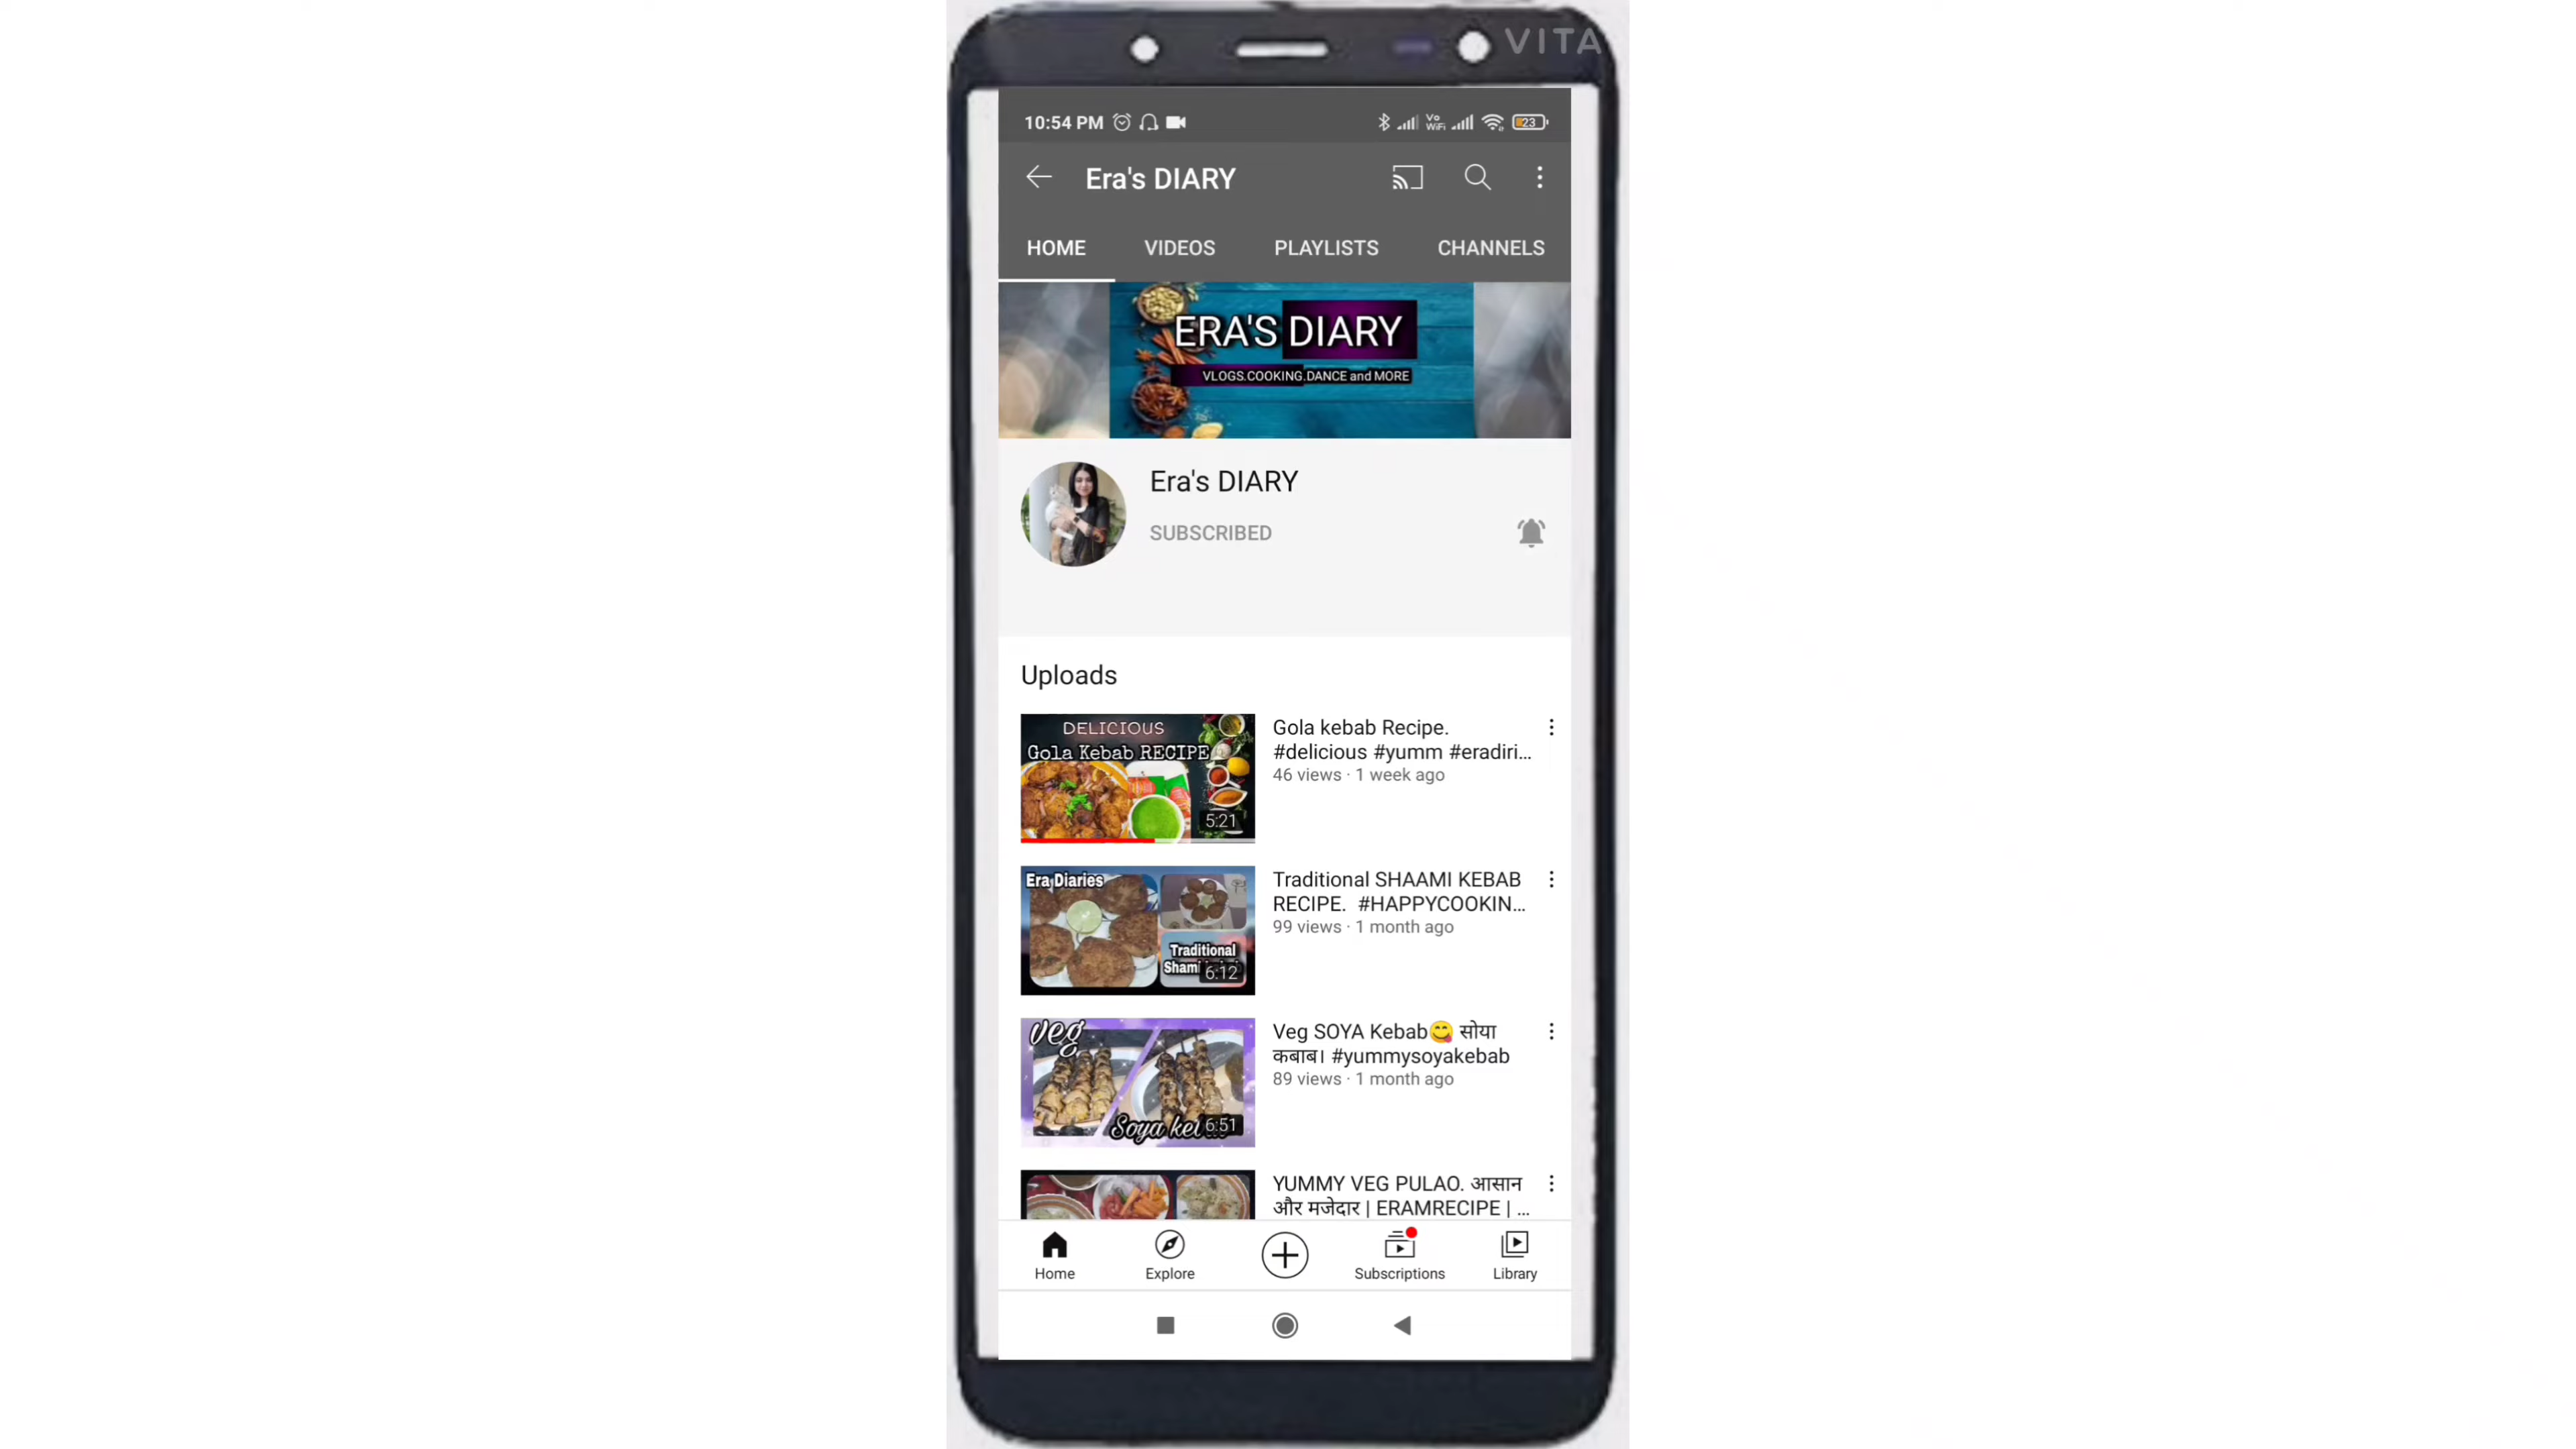 VITA
10:54 PM
Vo
WiFi
23
Era's DIARY
HOME VIDEOS PLAYLISTS CHANNELS
ERA'S DIARY
VLOGS.COOKING.DANCE and MORE
Era's DIARY
SUBSCRIBED
Uploads
DELICIOUS
Gola Kebab RECIPE
5:21
Gola kebab Recipe.
#delicious #yumm #eradiri...
46 views · 1 week ago
Era Diaries
Traditional
6:12
Traditional SHAAMI KEBAB
RECIPE. #HAPPYCOOKIN...
99 views · 1 month ago
veg
Soya
6:51
Veg SOYA Kebab😋 सोया
कबाब। #yummysoyakebab
89 views · 1 month ago
YUMMY VEG PULAO. आसान
और मजेदार | ERAMRECIPE | ...
Home Explore Subscriptions Library